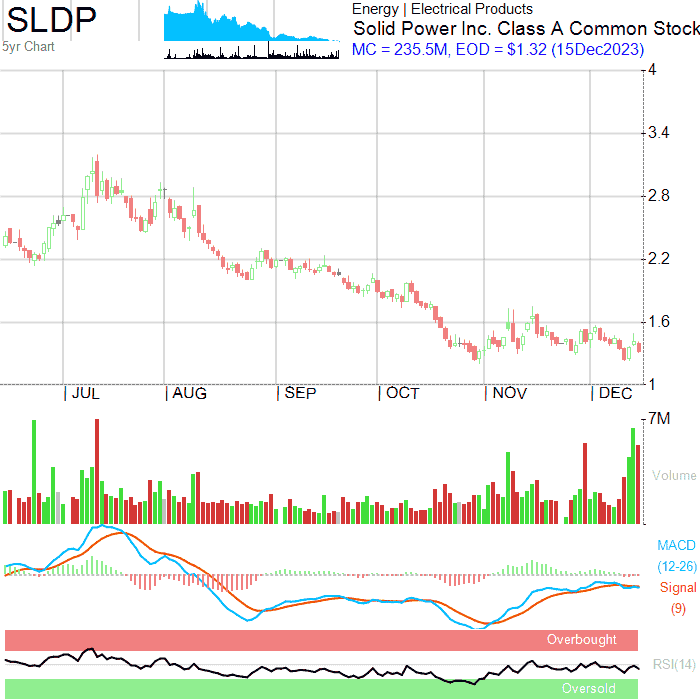 SLDP
5yr Chart
Energy | Electrical Products
Solid Power Inc. Class A Common Stock
MC = 235.5M, EOD = $1.32 (15Dec2023)
4
3.4
2.8
2.2
1.6
1
JUL AUG SEP OCT NOV DEC
7M
Volume
MACD
(12-26)
Signal
(9)
Overbought
RSI(14)
Oversold